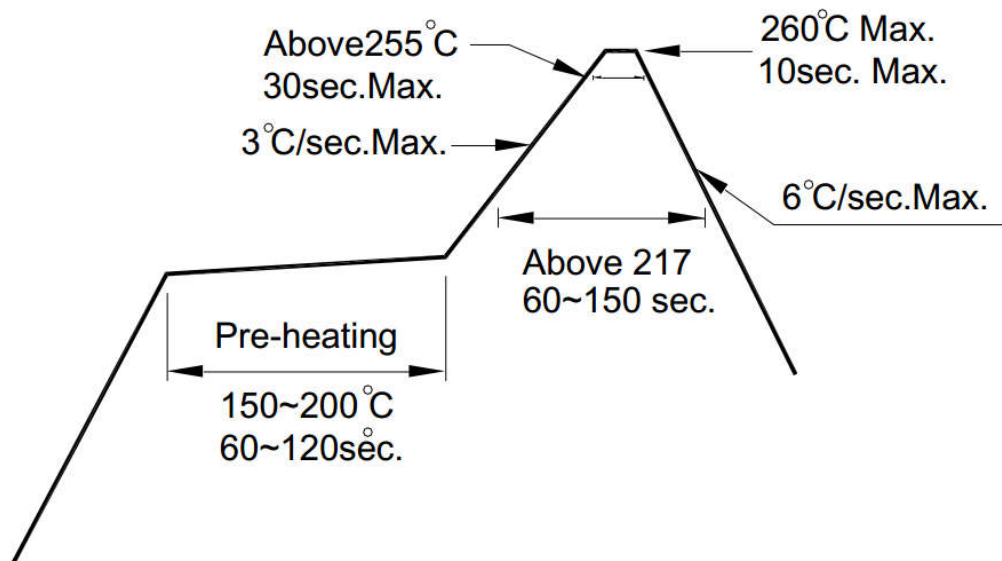 Above255°C
30sec.Max.
260°C Max.
10sec. Max.
3°C/sec.Max.
6°C/sec.Max.
Above 217
60~150 sec.
Pre-heating
150~200°C
60~120sec.